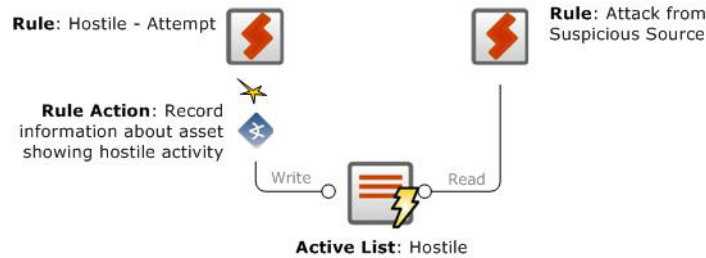 Rule: Hostile - Attempt
Rule: Attack from
Suspicious Source
Rule Action: Record
information about asset
showing hostile activity
Write
Read
Active List: Hostile